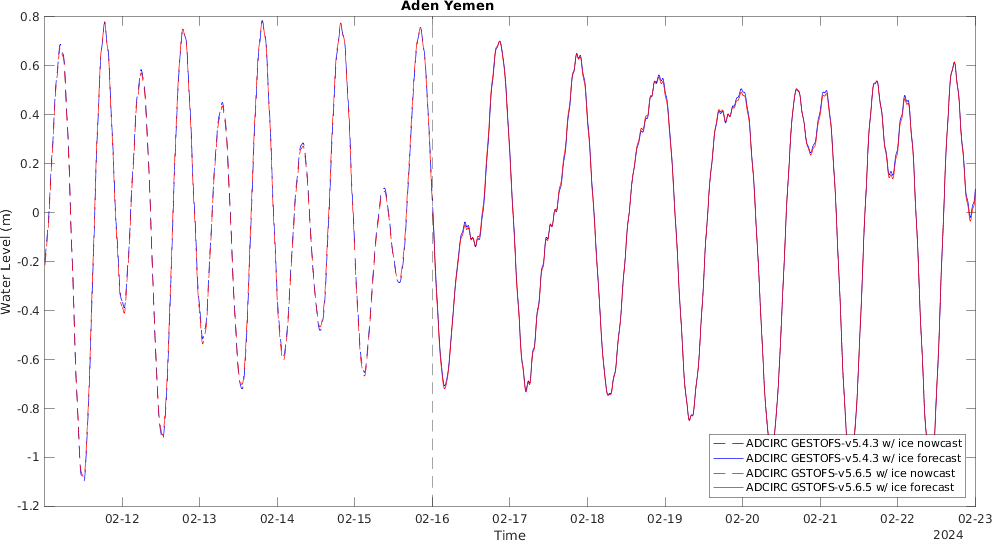 Aden Yemen
Water Level (m)
0.8
0.6
0.4
0.2
0
-0.2
-0.4
-0.6
-0.8
-1
-1.2
ADCIRC GESTOFS-v5.4.3 w/ ice nowcast
ADCIRC GESTOFS-v5.4.3 w/ ice forecast
ADCIRC GSTOFS-v5.6.5 w/ ice nowcast
ADCIRC GSTOFS-v5.6.5 w/ ice forecast
02-12 02-13 02-14 02-15 02-16 02-17 02-18 02-19 02-20 02-21 02-22 02-23
Time
2024